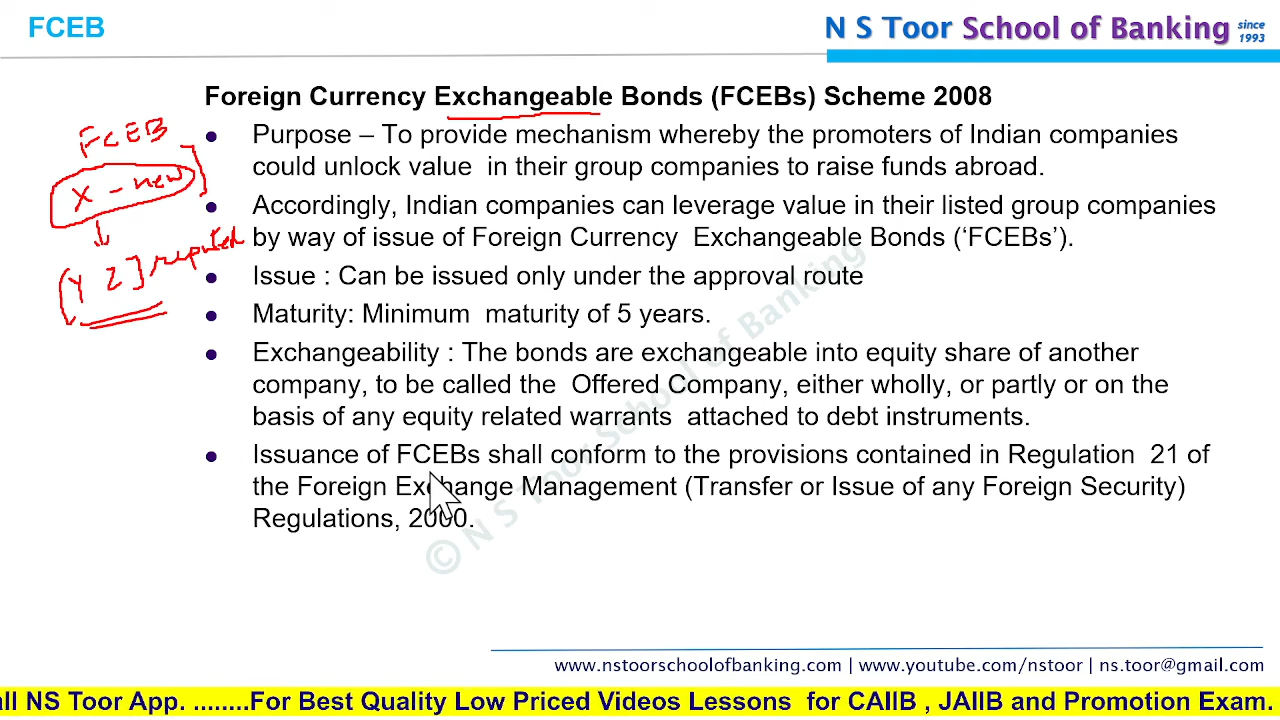 FCEB
N S Toor School of Banking since 1993
Foreign Currency Exchangeable Bonds (FCEBs) Scheme 2008
FCEB
● Purpose – To provide mechanism whereby the promoters of Indian companies
could unlock value in their group companies to raise funds abroad.
X - new
● Accordingly, Indian companies can leverage value in their listed group companies
by way of issue of Foreign Currency Exchangeable Bonds (‘FCEBs’).
Y Z reputed
● Issue : Can be issued only under the approval route
● Maturity: Minimum maturity of 5 years.
● Exchangeability : The bonds are exchangeable into equity share of another
company, to be called the Offered Company, either wholly, or partly or on the
basis of any equity related warrants attached to debt instruments.
● Issuance of FCEBs shall conform to the provisions contained in Regulation 21 of
the Foreign Exchange Management (Transfer or Issue of any Foreign Security)
Regulations, 2000.
© N S Toor School of Banking
www.nstoorschoolofbanking.com | www.youtube.com/nstoor | ns.toor@gmail.com
all NS Toor App. ........For Best Quality Low Priced Videos Lessons for CAIIB , JAIIB and Promotion Exam.